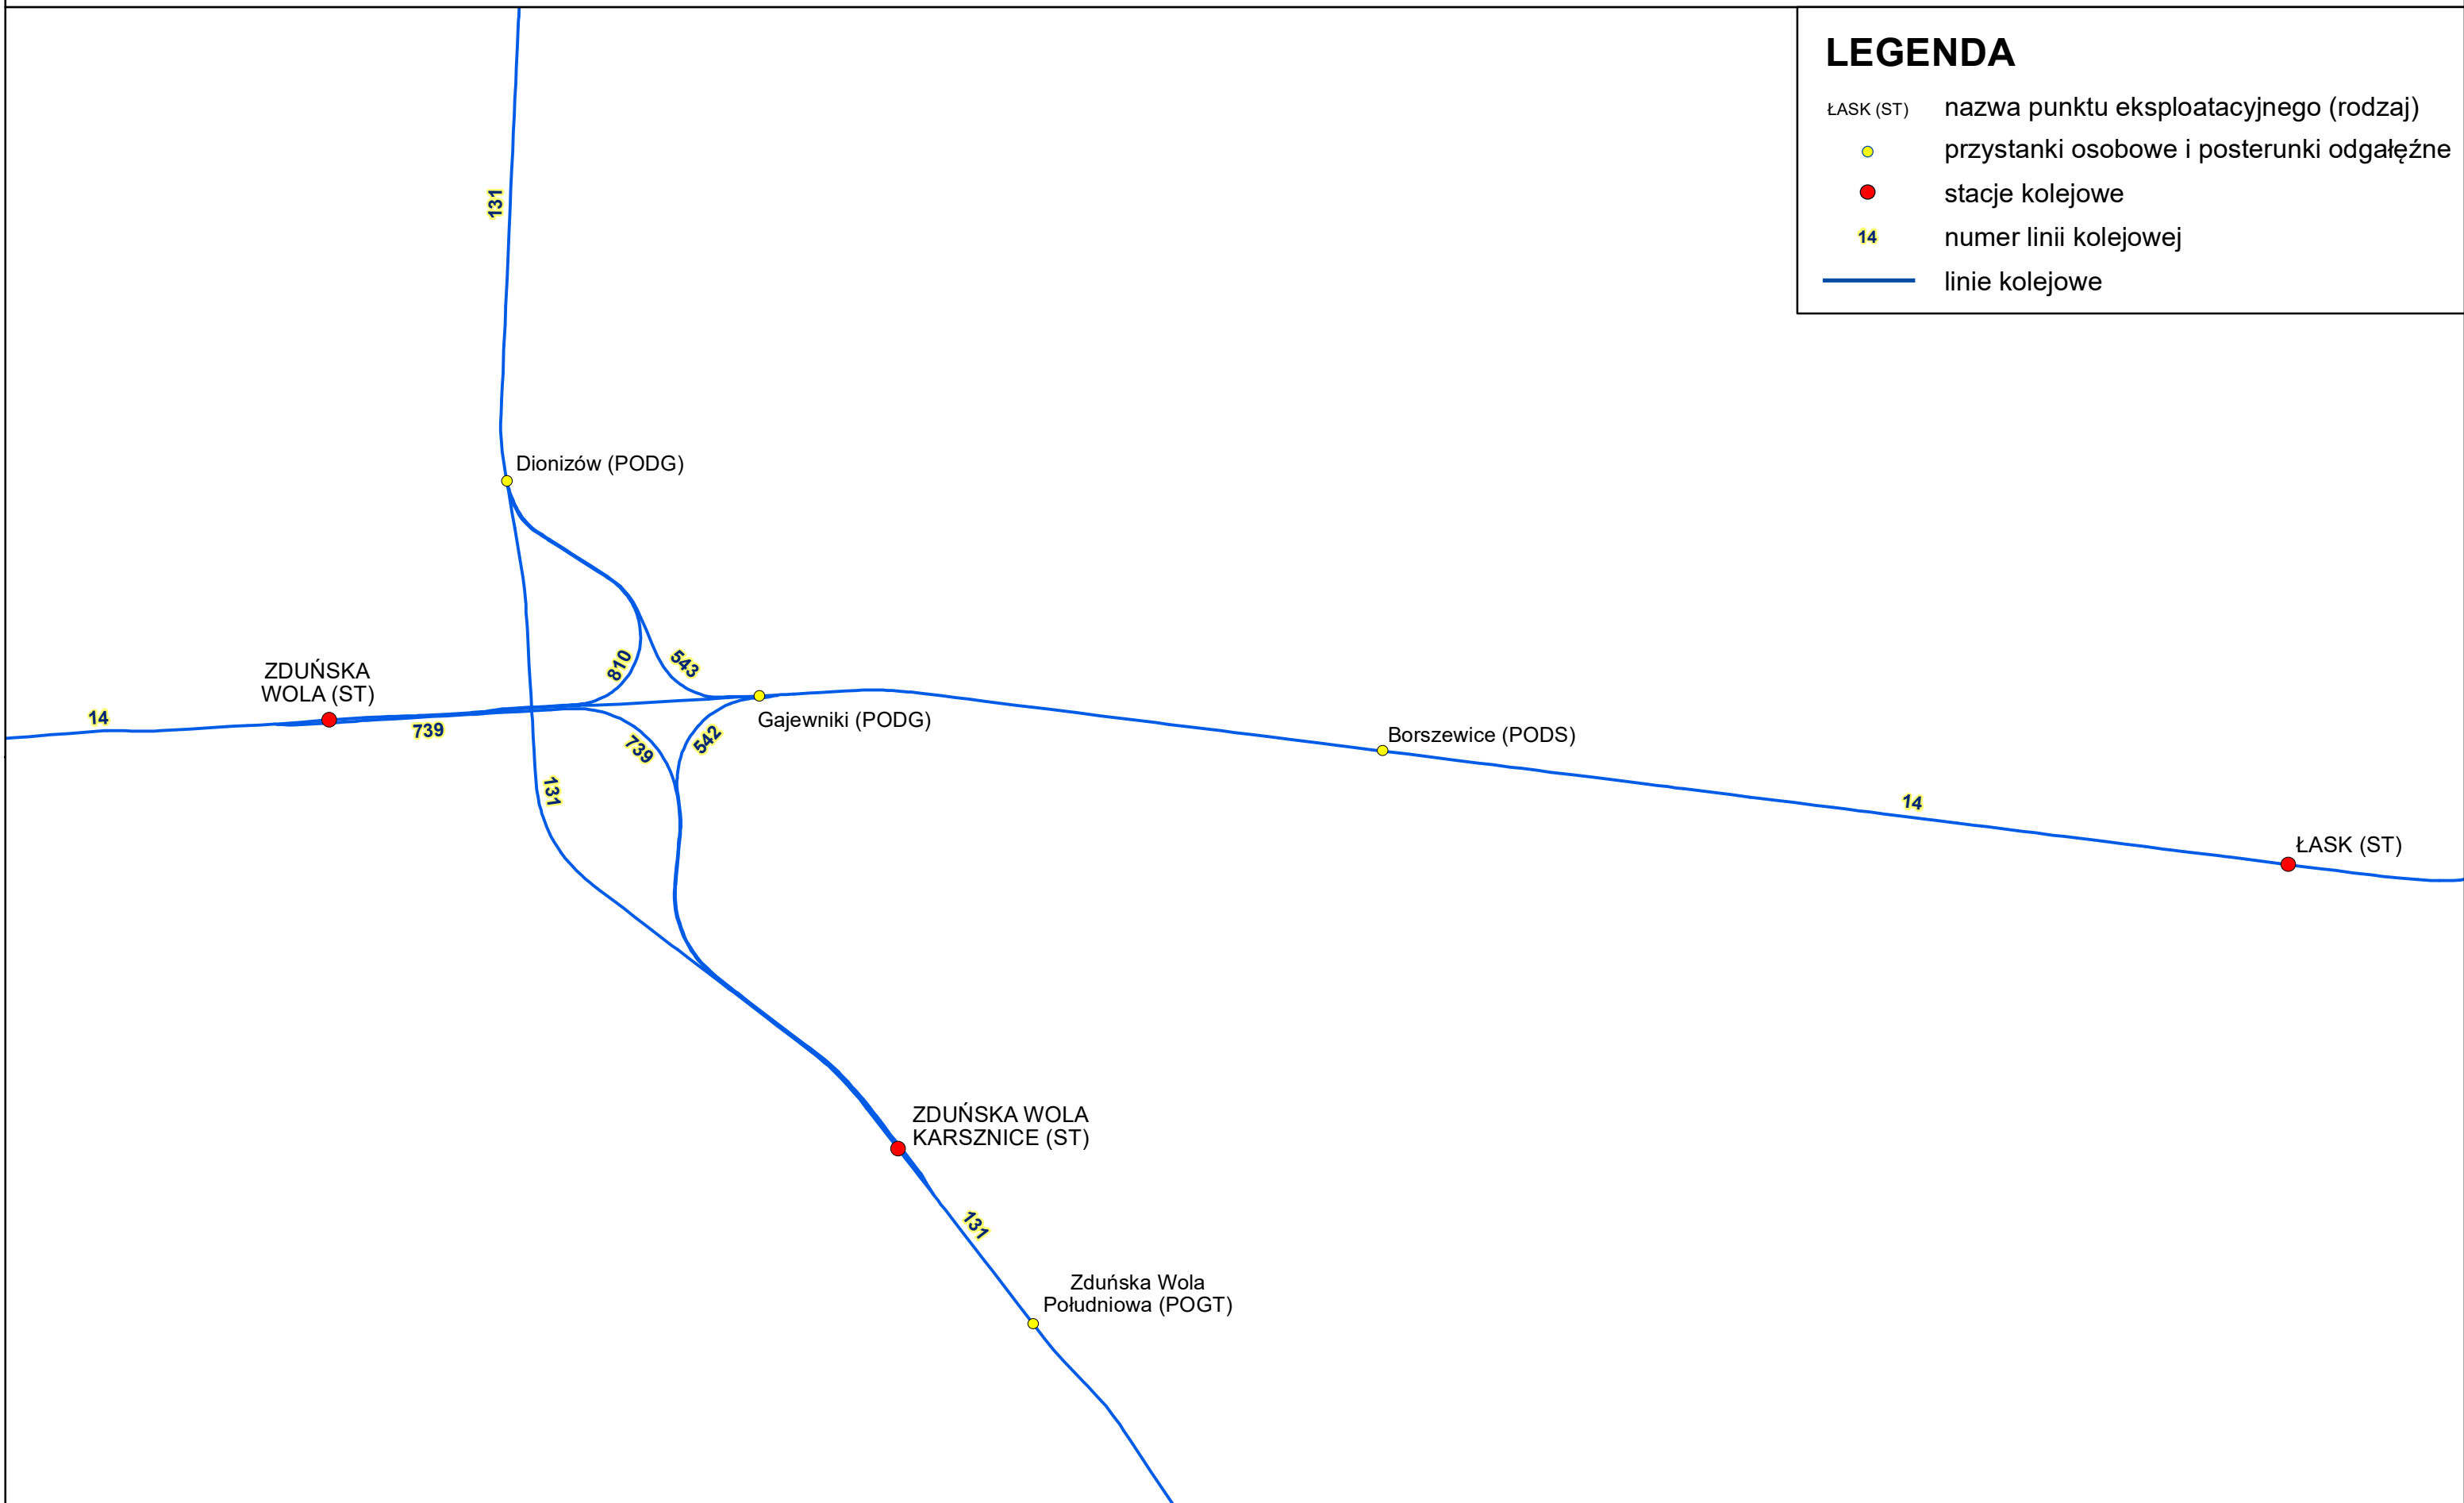 LEGENDA
ŁASK (ST) nazwa punktu eksploatacyjnego (rodzaj)
przystanki osobowe i posterunki odgałęźne
stacje kolejowe
14 numer linii kolejowej
linie kolejowe
131
Dionizów (PODG)
810
543
ZDUŃSKA
WOLA (ST)
14
739
Gajewniki (PODG)
739
542
Borszewice (PODS)
131
14
ŁASK (ST)
ZDUŃSKA WOLA
KARSZNICE (ST)
131
Zduńska Wola
Południowa (POGT)